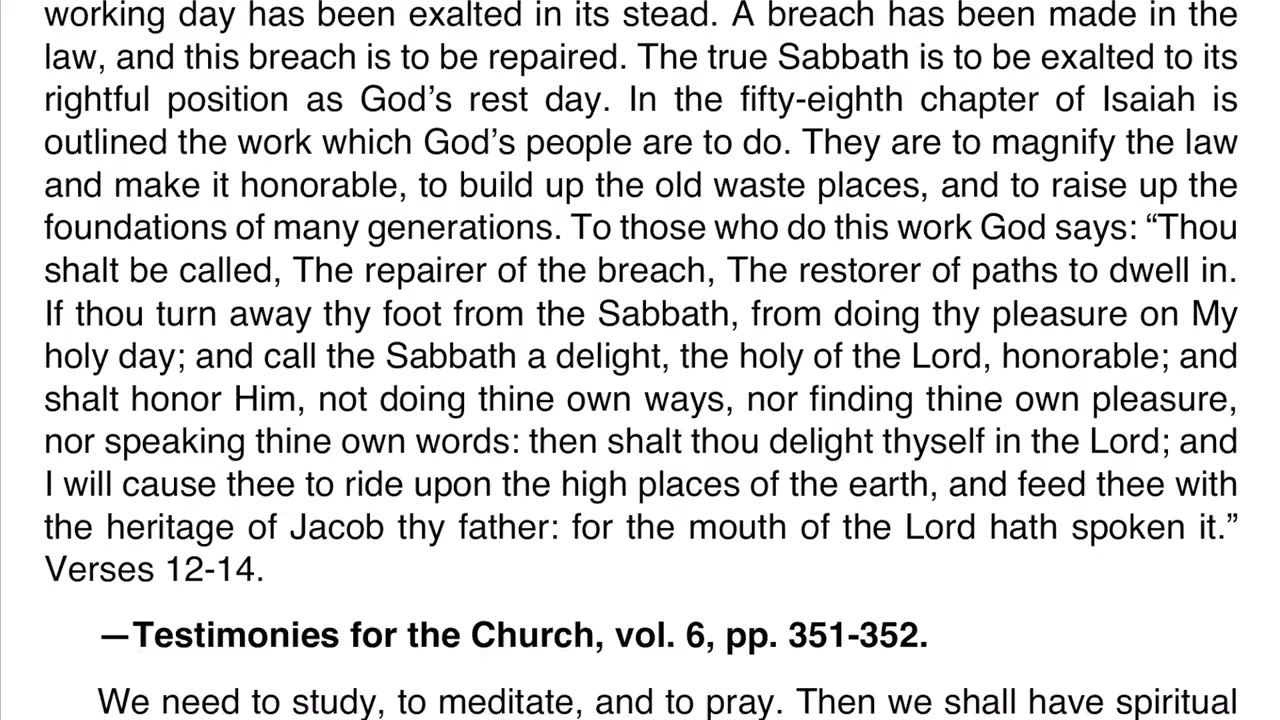 working day has been exalted in its stead. A breach has been made in the
law, and this breach is to be repaired. The true Sabbath is to be exalted to its
rightful position as God’s rest day. In the fifty-eighth chapter of Isaiah is
outlined the work which God’s people are to do. They are to magnify the law
and make it honorable, to build up the old waste places, and to raise up the
foundations of many generations. To those who do this work God says: “Thou
shalt be called, The repairer of the breach, The restorer of paths to dwell in.
If thou turn away thy foot from the Sabbath, from doing thy pleasure on My
holy day; and call the Sabbath a delight, the holy of the Lord, honorable; and
shalt honor Him, not doing thine own ways, nor finding thine own pleasure,
nor speaking thine own words: then shalt thou delight thyself in the Lord; and
I will cause thee to ride upon the high places of the earth, and feed thee with
the heritage of Jacob thy father: for the mouth of the Lord hath spoken it.”
Verses 12-14.
—Testimonies for the Church, vol. 6, pp. 351-352.
We need to study, to meditate, and to pray. Then we shall have spiritual